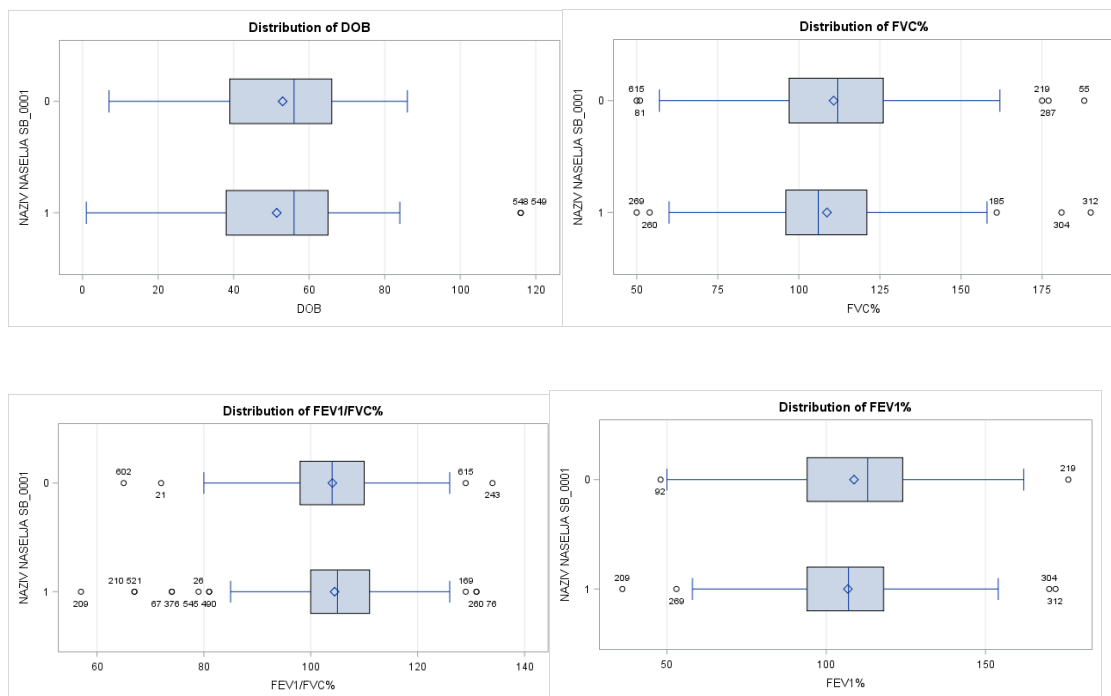 Distribution of DOB
NAZIV NASELJA SB_0001
0
1
548 549
0 20 40 60 80 100 120
DOB
Distribution of FVC%
NAZIV NASELJA SB_0001
0
615
81
219
287
55
1
269
260
185
304
312
50 75 100 125 150 175
FVC%
Distribution of FEV1/FVC%
NAZIV NASELJA SB_0001
0
602
21
615
243
1
209
210 521
67 376
26
545 490
169
260 76
60 80 100 120 140
FEV1/FVC%
Distribution of FEV1%
NAZIV NASELJA SB_0001
0
92
219
1
209
269
304
312
50 100 150
FEV1%